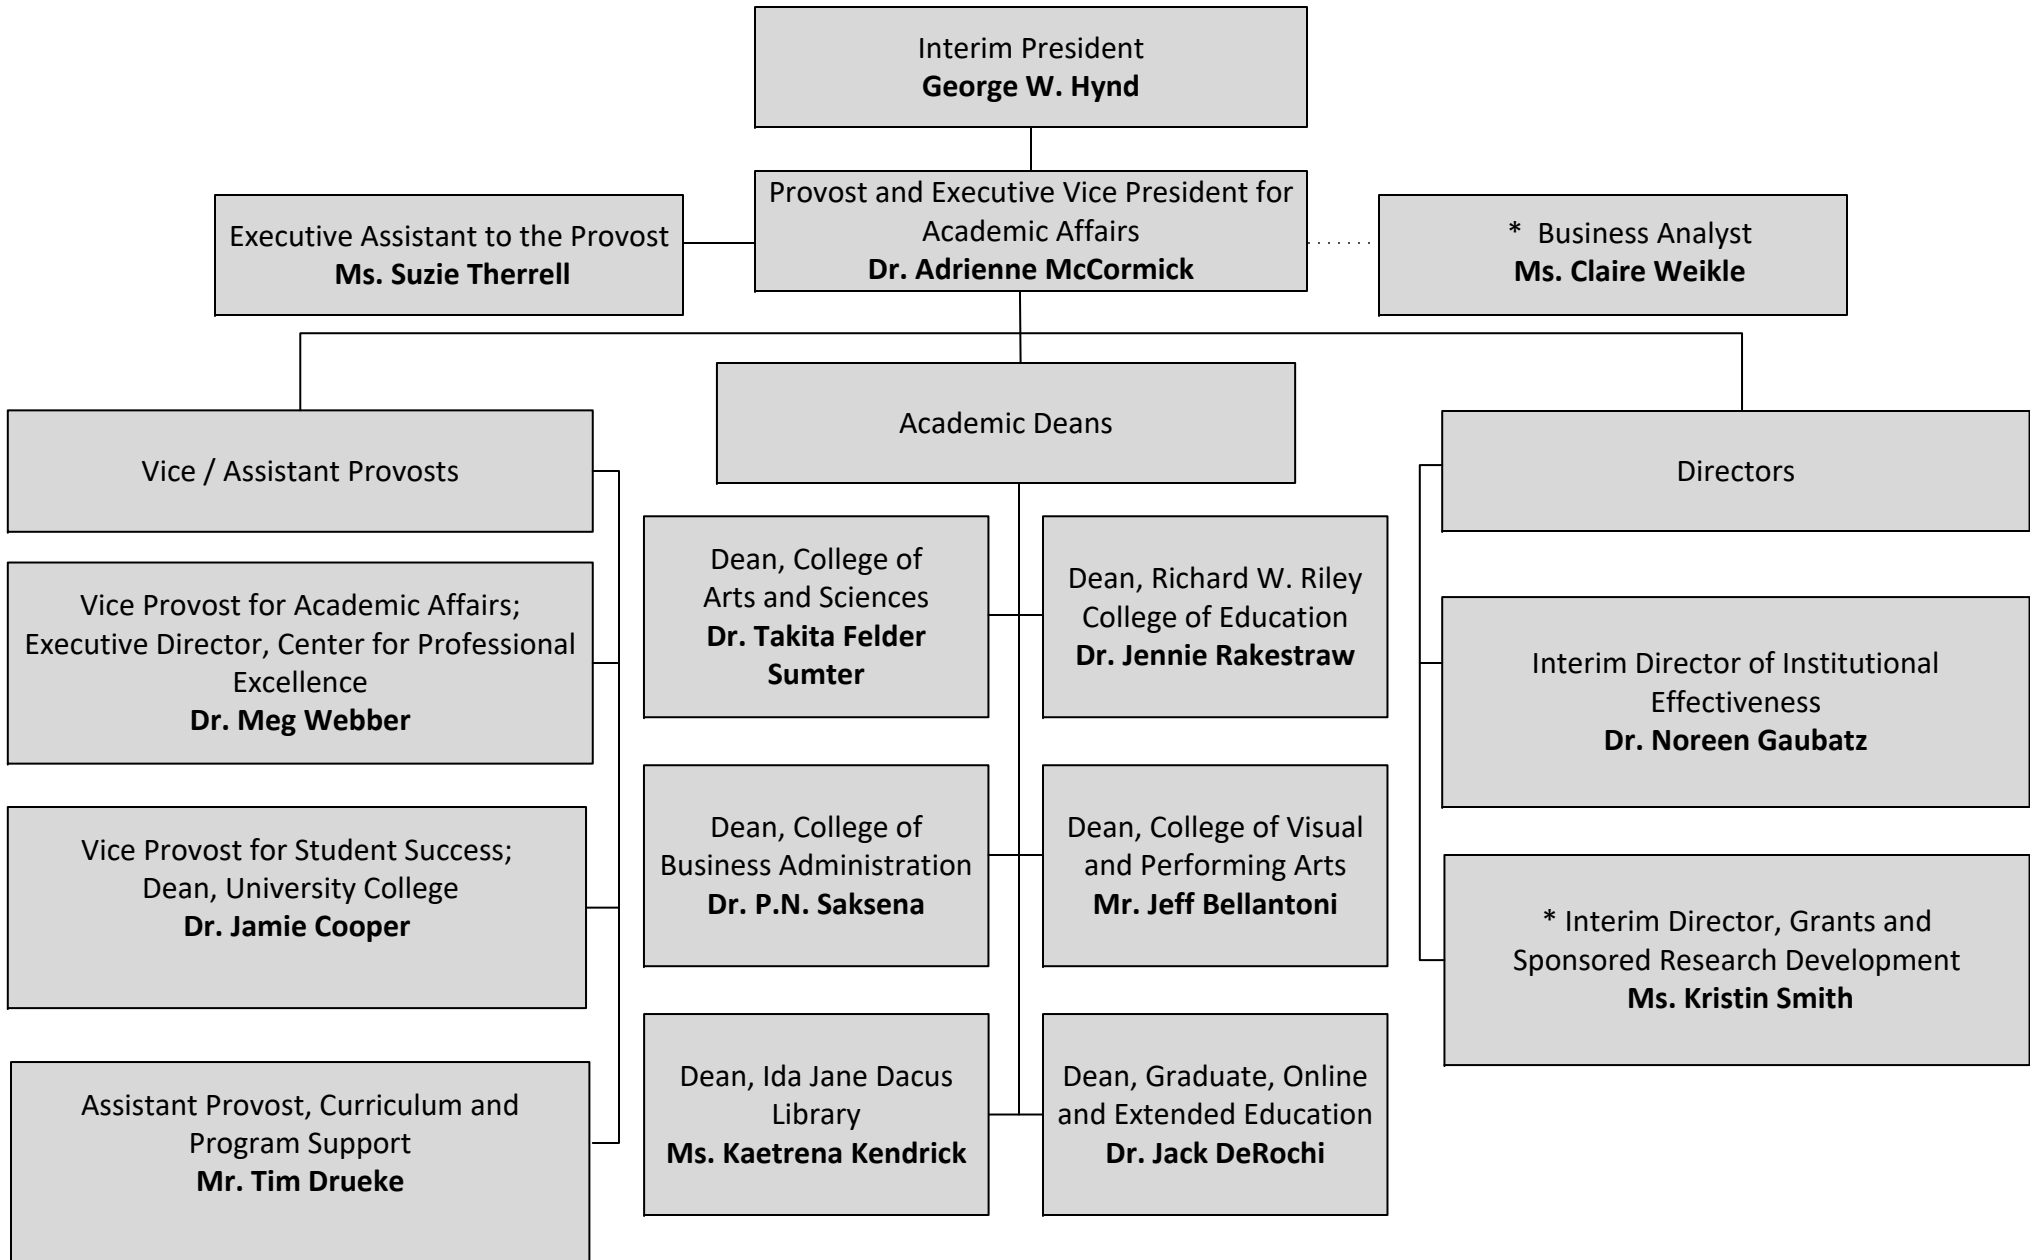 Interim President
George W. Hynd
Executive Assistant to the Provost
Ms. Suzie Therrell
Provost and Executive Vice President for
Academic Affairs
Dr. Adrienne McCormick
* Business Analyst
Ms. Claire Weikle
Vice / Assistant Provosts
Vice Provost for Academic Affairs;
Executive Director, Center for Professional
Excellence
Dr. Meg Webber
Vice Provost for Student Success;
Dean, University College
Dr. Jamie Cooper
Assistant Provost, Curriculum and
Program Support
Mr. Tim Drueke
Academic Deans
Dean, College of
Arts and Sciences
Dr. Takita Felder
Sumter
Dean, Richard W. Riley
College of Education
Dr. Jennie Rakestraw
Dean, College of
Business Administration
Dr. P.N. Saksena
Dean, College of Visual
and Performing Arts
Mr. Jeff Bellantoni
Dean, Ida Jane Dacus
Library
Ms. Kaetrena Kendrick
Dean, Graduate, Online
and Extended Education
Dr. Jack DeRochi
Directors
Interim Director of Institutional
Effectiveness
Dr. Noreen Gaubatz
* Interim Director, Grants and
Sponsored Research Development
Ms. Kristin Smith